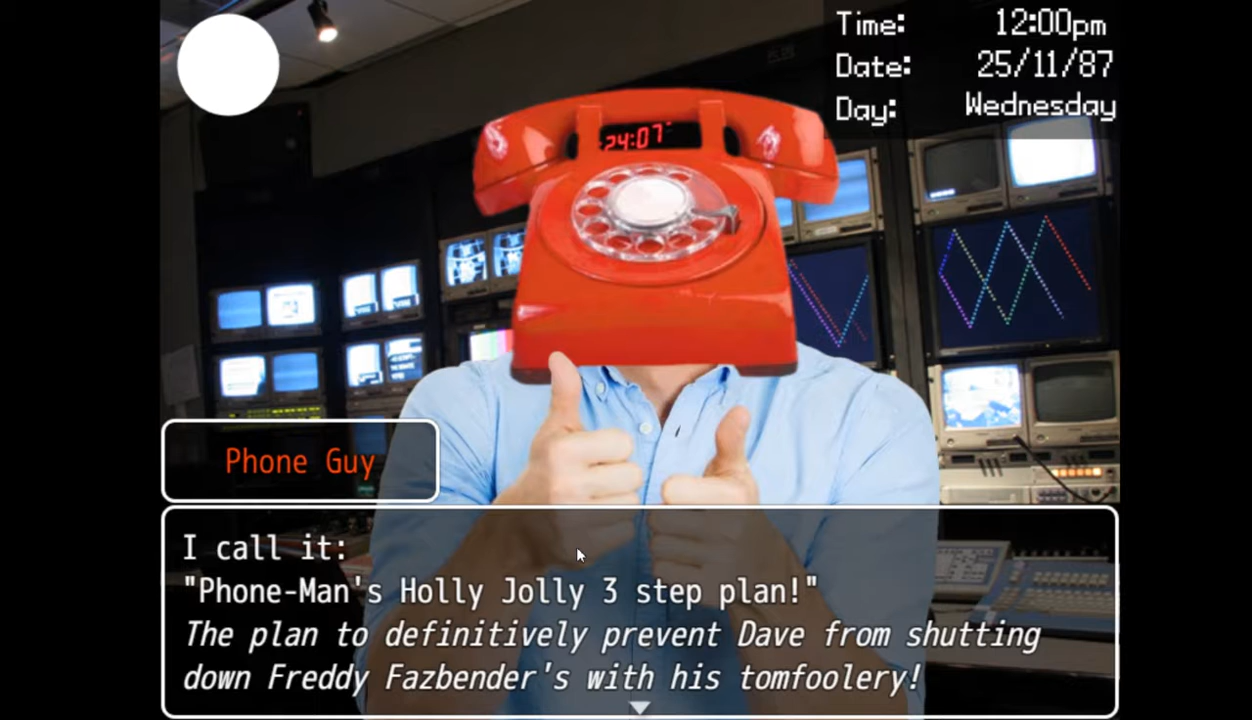 Time: 12:00pm
Date: 25/11/87
Day: Wednesday
24:07
Phone Guy
I call it:
"Phone-Man's Holly Jolly 3 step plan!"
The plan to definitively prevent Dave from shutting
down Freddy Fazbender's with his tomfoolery!